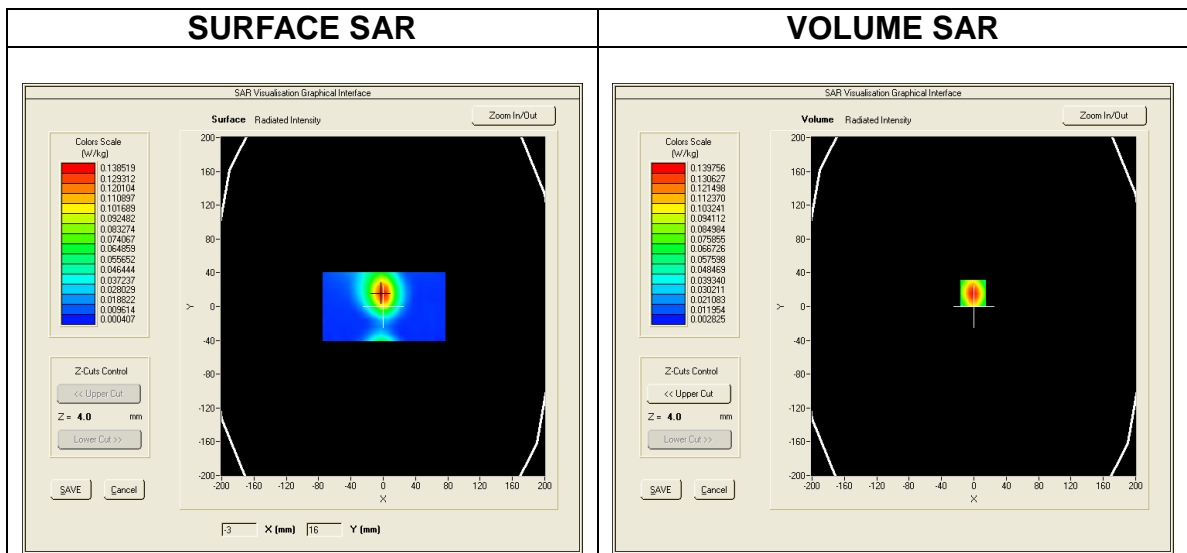 SURFACE SAR
VOLUME SAR
SAR Visualisation Graphical Interface
Surface Radiated Intensity
Zoom In/Out
Colors Scale
(W/kg)
0.138519
0.129312
0.120104
0.110897
0.101689
0.092482
0.083274
0.074067
0.064859
0.055652
0.046444
0.037237
0.028029
0.018822
0.009614
0.000407
Z-Cuts Control
<< Upper Cut
Z = 4.0 mm
Lower Cut >>
SAVE Cancel
200
160
120
80
40
0
-40
-80
-120
-160
-200
Y
-200 -160 -120 -80 -40 0 40 80 120 160 200
X
-3 X (mm) 16 Y (mm)
SAR Visualisation Graphical Interface
Volume Radiated Intensity
Zoom In/Out
Colors Scale
(W/kg)
0.139756
0.130627
0.121498
0.112370
0.103241
0.094112
0.084984
0.075855
0.066726
0.057598
0.048469
0.039340
0.030211
0.021083
0.011954
0.002825
Z-Cuts Control
<< Upper Cut
Z = 4.0 mm
Lower Cut >>
SAVE Cancel
200
160
120
80
40
0
-40
-80
-120
-160
-200
Y
-200 -160 -120 -80 -40 0 40 80 120 160 200
X